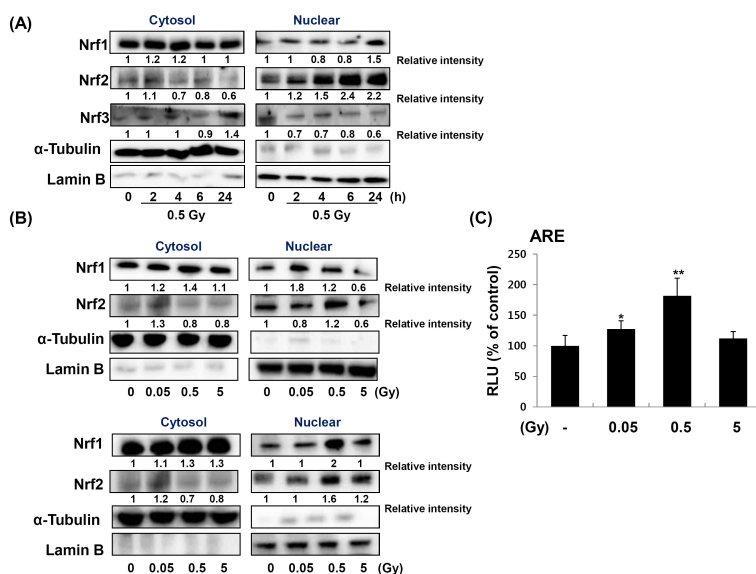 (A)
Cytosol Nuclear
Nrf1
1 1.2 1.2 1 1 1 1 0.8 0.8 1.5 Relative intensity
Nrf2
1 1.1 0.7 0.8 0.6 1 1.2 1.5 2.4 2.2 Relative intensity
Nrf3
1 1 1 0.9 1.4 1 0.7 0.7 0.8 0.6 Relative intensity
α-Tubulin
Lamin B
0 2 4 6 24 0 2 4 6 24 (h)
0.5 Gy 0.5 Gy
(B)
Cytosol Nuclear
Nrf1
1 1.2 1.4 1.1 1 1.8 1.2 0.6 Relative intensity
Nrf2
1 1.3 0.8 0.8 1 0.8 1.2 0.6 Relative intensity
α-Tubulin
Lamin B
0 0.05 0.5 5 0 0.05 0.5 5 (Gy)
Cytosol Nuclear
Nrf1
1 1.1 1.3 1.3 1 1 2 1 Relative intensity
Nrf2
1 1.2 0.7 0.8 1 1 1.6 1.2 Relative intensity
α-Tubulin
Lamin B
0 0.05 0.5 5 0 0.05 0.5 5 (Gy)
(C)
ARE
RLU (% of control)
250
200
150
100
50
0
* **
(Gy) - 0.05 0.5 5